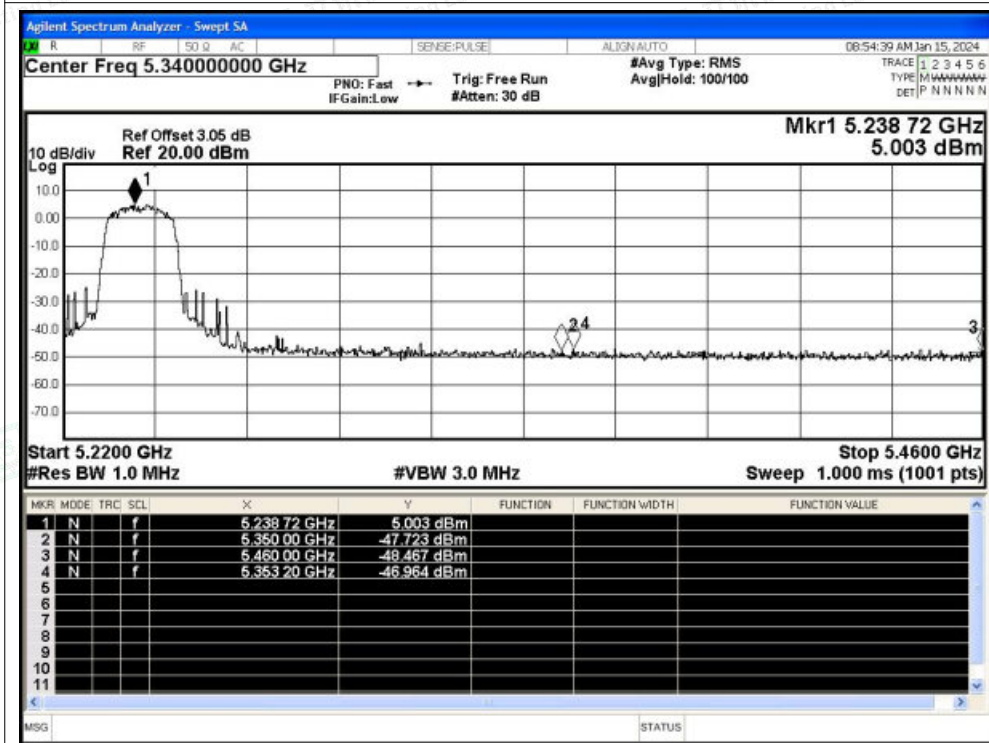 Agilent Spectrum Analyzer - Swept SA
R RF 50 Ω AC SENSE:PULSE ALIGN AUTO 08:54:39 AM Jan 15, 2024
Center Freq 5.340000000 GHz #Avg Type: RMS TRACE 1 2 3 4 5 6
PNO: Fast Trig: Free Run Avg|Hold: 100/100 TYPE M
IFGain:Low #Atten: 30 dB DET P N N N N N
Mkr1 5.238 72 GHz
5.003 dBm
Ref Offset 3.05 dB
10 dB/div Ref 20.00 dBm
Log
1
10.0
0.00
-10.0
-20.0
-30.0
-40.0
2 4
3
-50.0
-60.0
-70.0
Start 5.2200 GHz Stop 5.4600 GHz
#Res BW 1.0 MHz #VBW 3.0 MHz Sweep 1.000 ms (1001 pts)
MKR MODE TRC SCL X Y FUNCTION FUNCTION WIDTH FUNCTION VALUE
1 N f 5.238 72 GHz 5.003 dBm
2 N f 5.350 00 GHz -47.723 dBm
3 N f 5.460 00 GHz -48.467 dBm
4 N f 5.353 20 GHz -46.964 dBm
5
6
7
8
9
10
11
MSG STATUS